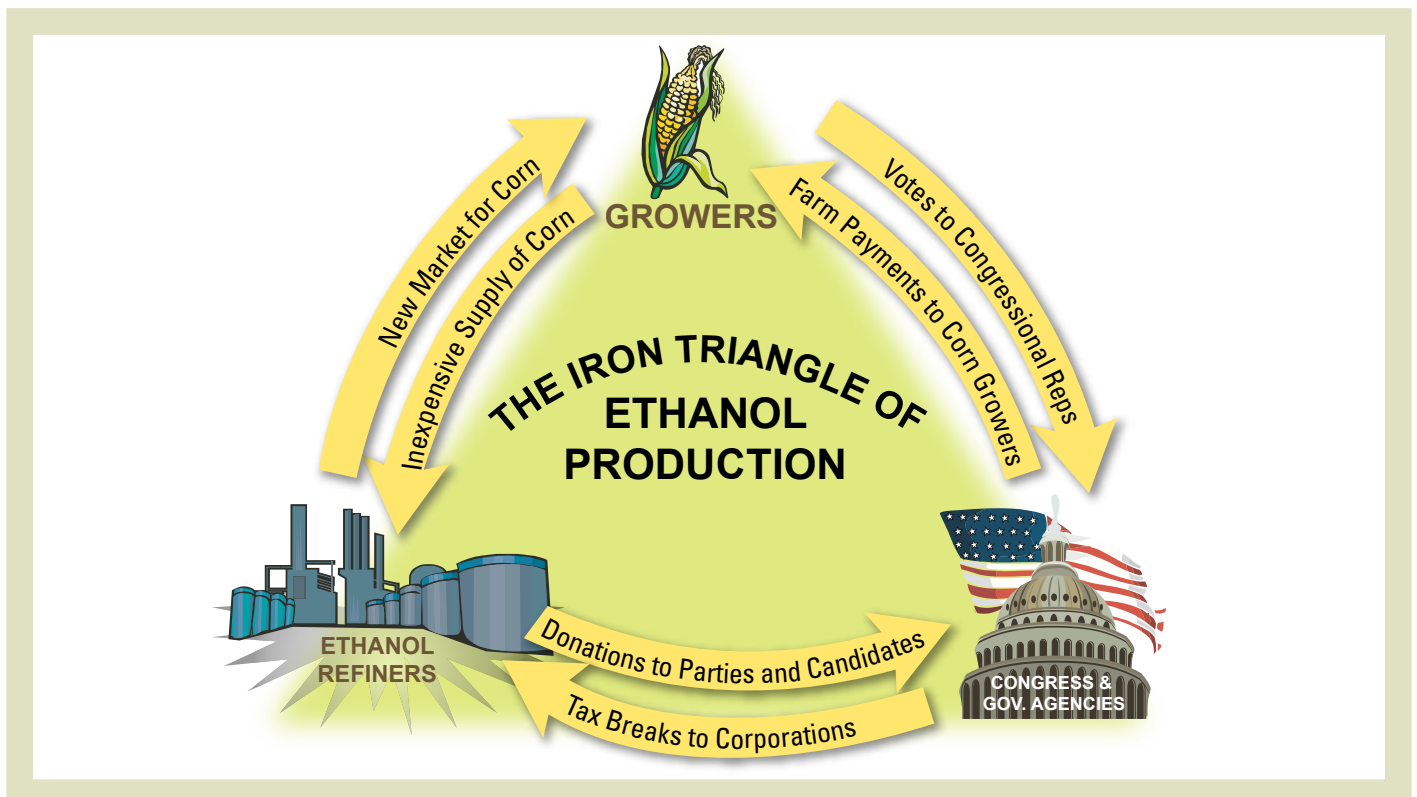 GROWERS
New Market for Corn
Inexpensive Supply of Corn
Votes to Congressional Reps
Farm Payments to Corn Growers
THE IRON TRIANGLE OF
ETHANOL
PRODUCTION
ETHANOL
REFINERS
Donations to Parties and Candidates
Tax Breaks to Corporations
CONGRESS &
GOV. AGENCIES